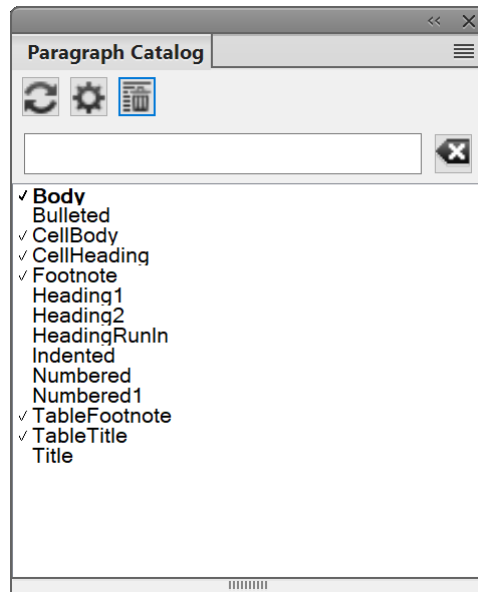 Paragraph Catalog
✓ Body
Bulleted
✓ CellBody
✓ CellHeading
✓ Footnote
Heading1
Heading2
HeadingRunIn
Indented
Numbered
Numbered1
✓ TableFootnote
✓ TableTitle
Title